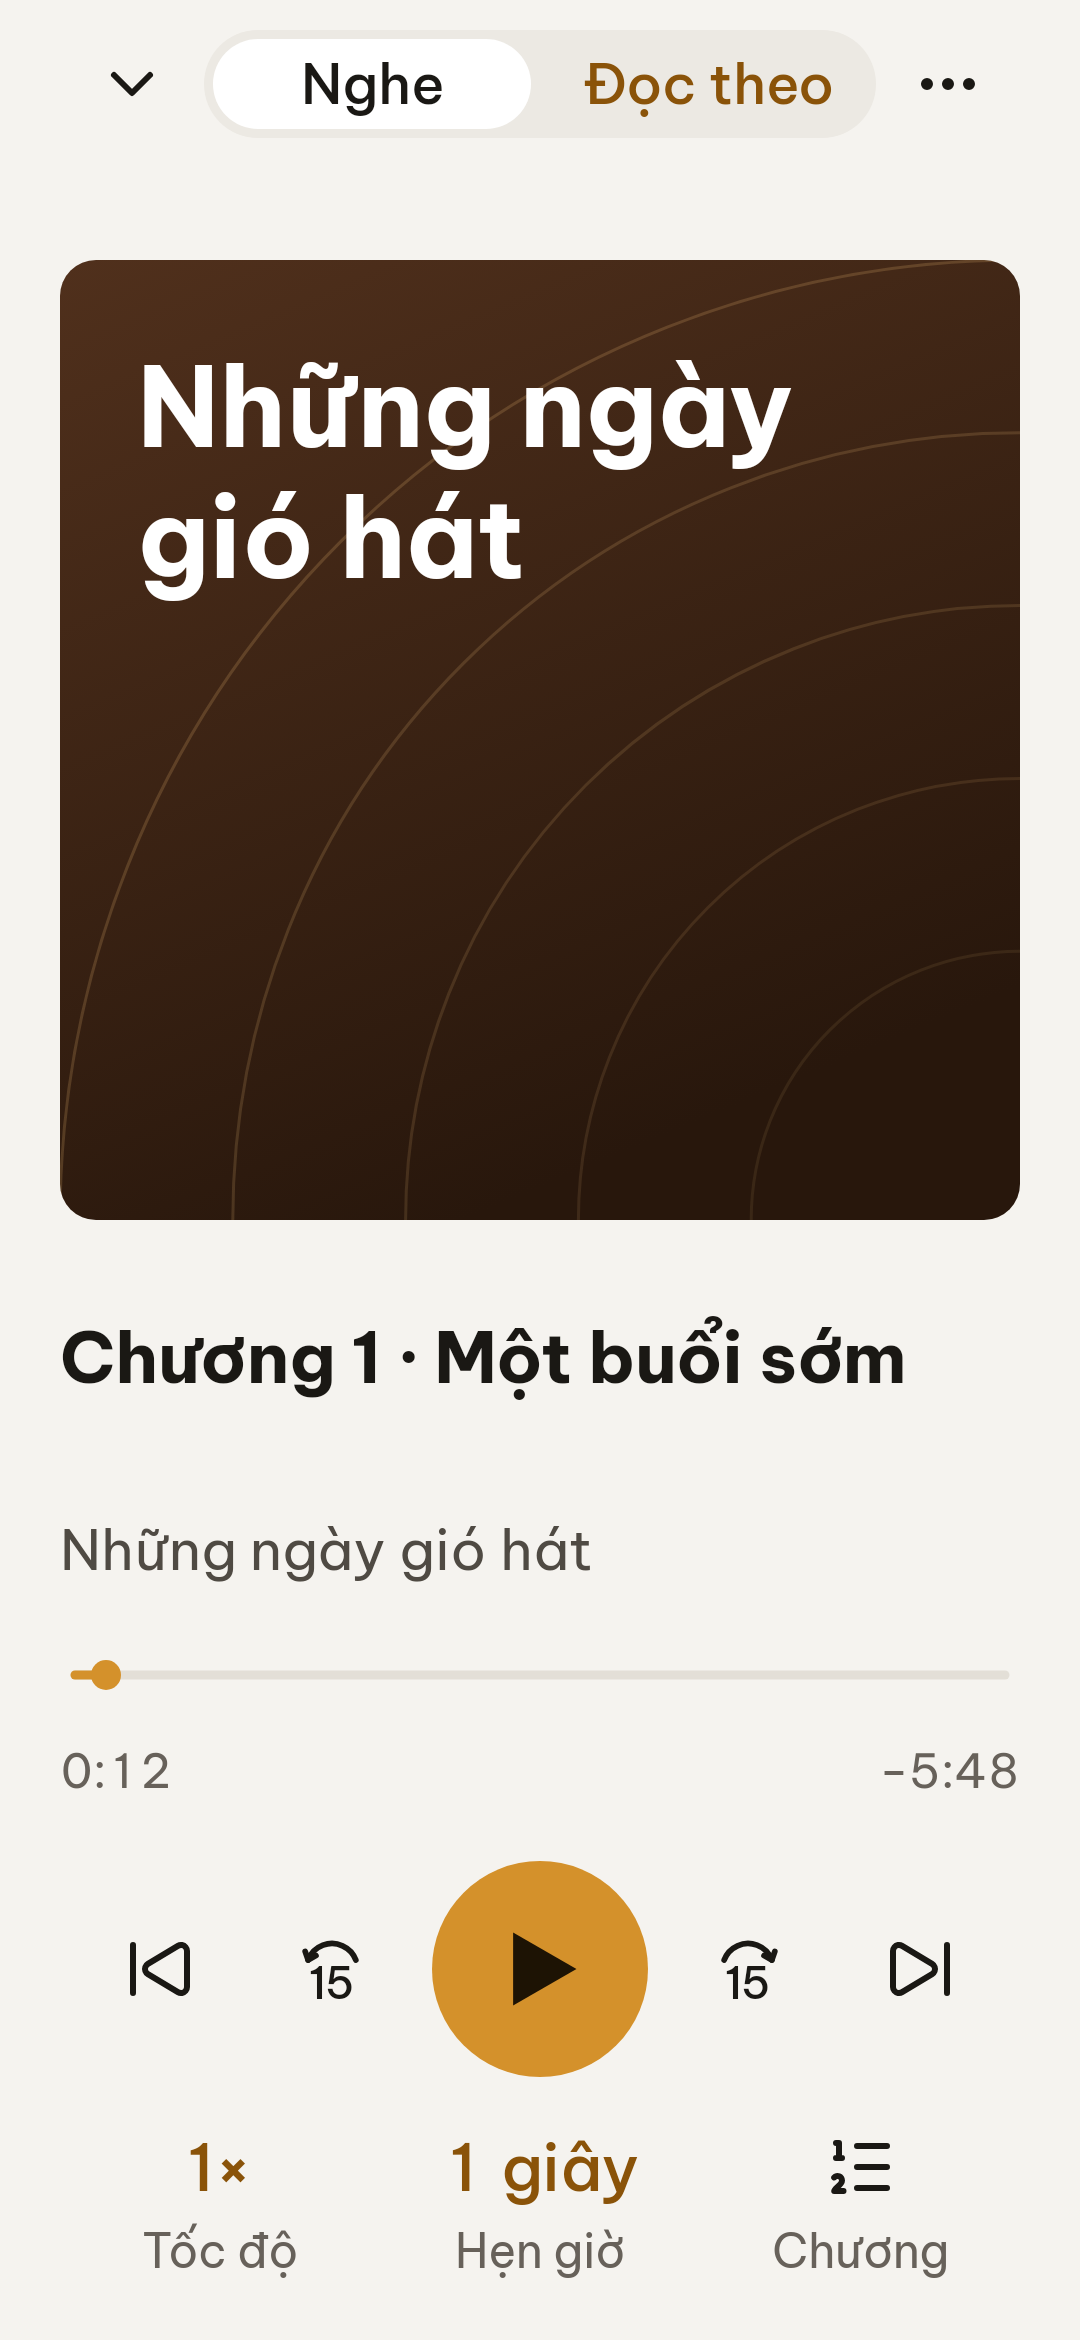 Nghe Đọc theo
Những ngày
gió hát
Chương 1 · Một buổi sớm
Những ngày gió hát
0:12 -5:48
15 15
1× 1 giây
Tốc độ Hẹn giờ Chương